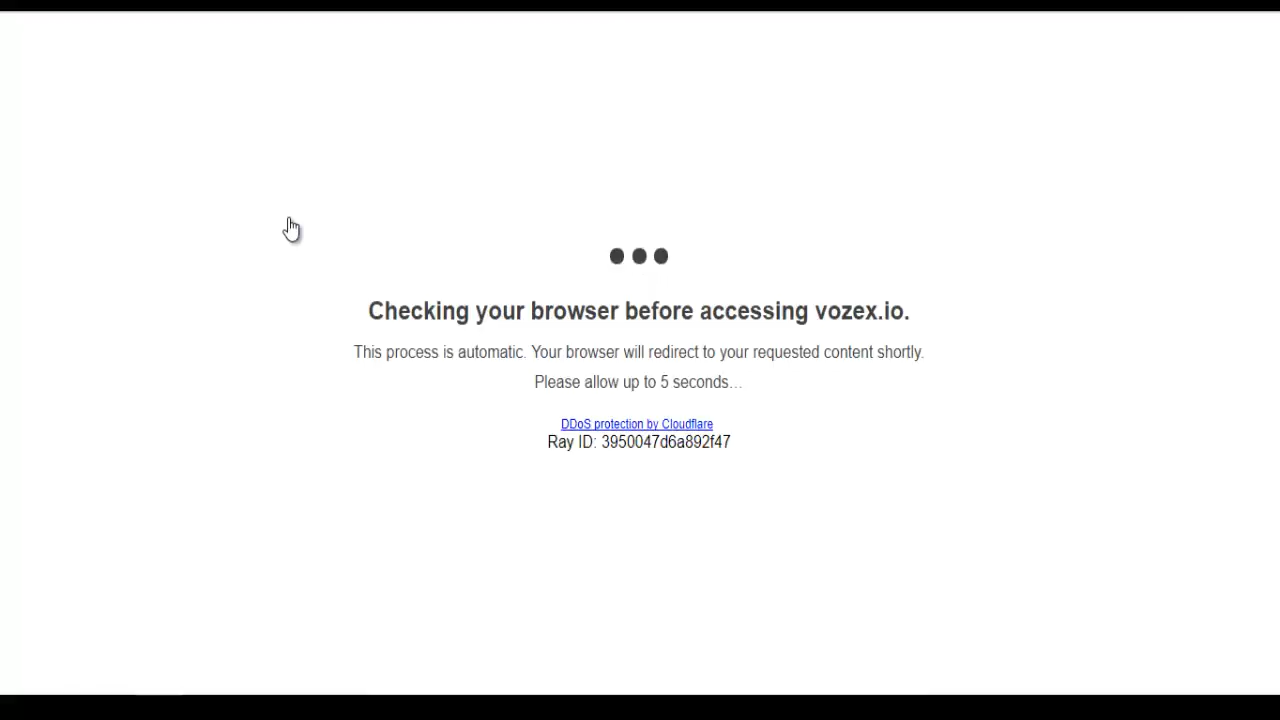 Checking your browser before accessing vozex.io.
This process is automatic. Your browser will redirect to your requested content shortly.
Please allow up to 5 seconds…
DDoS protection by Cloudflare
Ray ID: 3950047d6a892f47